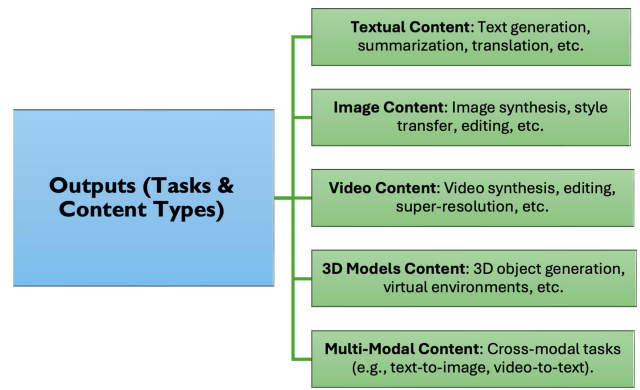 Outputs (Tasks &
Content Types)
Textual Content: Text generation,
summarization, translation, etc.
Image Content: Image synthesis, style
transfer, editing, etc.
Video Content: Video synthesis, editing,
super-resolution, etc.
3D Models Content: 3D object generation,
virtual environments, etc.
Multi-Modal Content: Cross-modal tasks
(e.g., text-to-image, video-to-text).